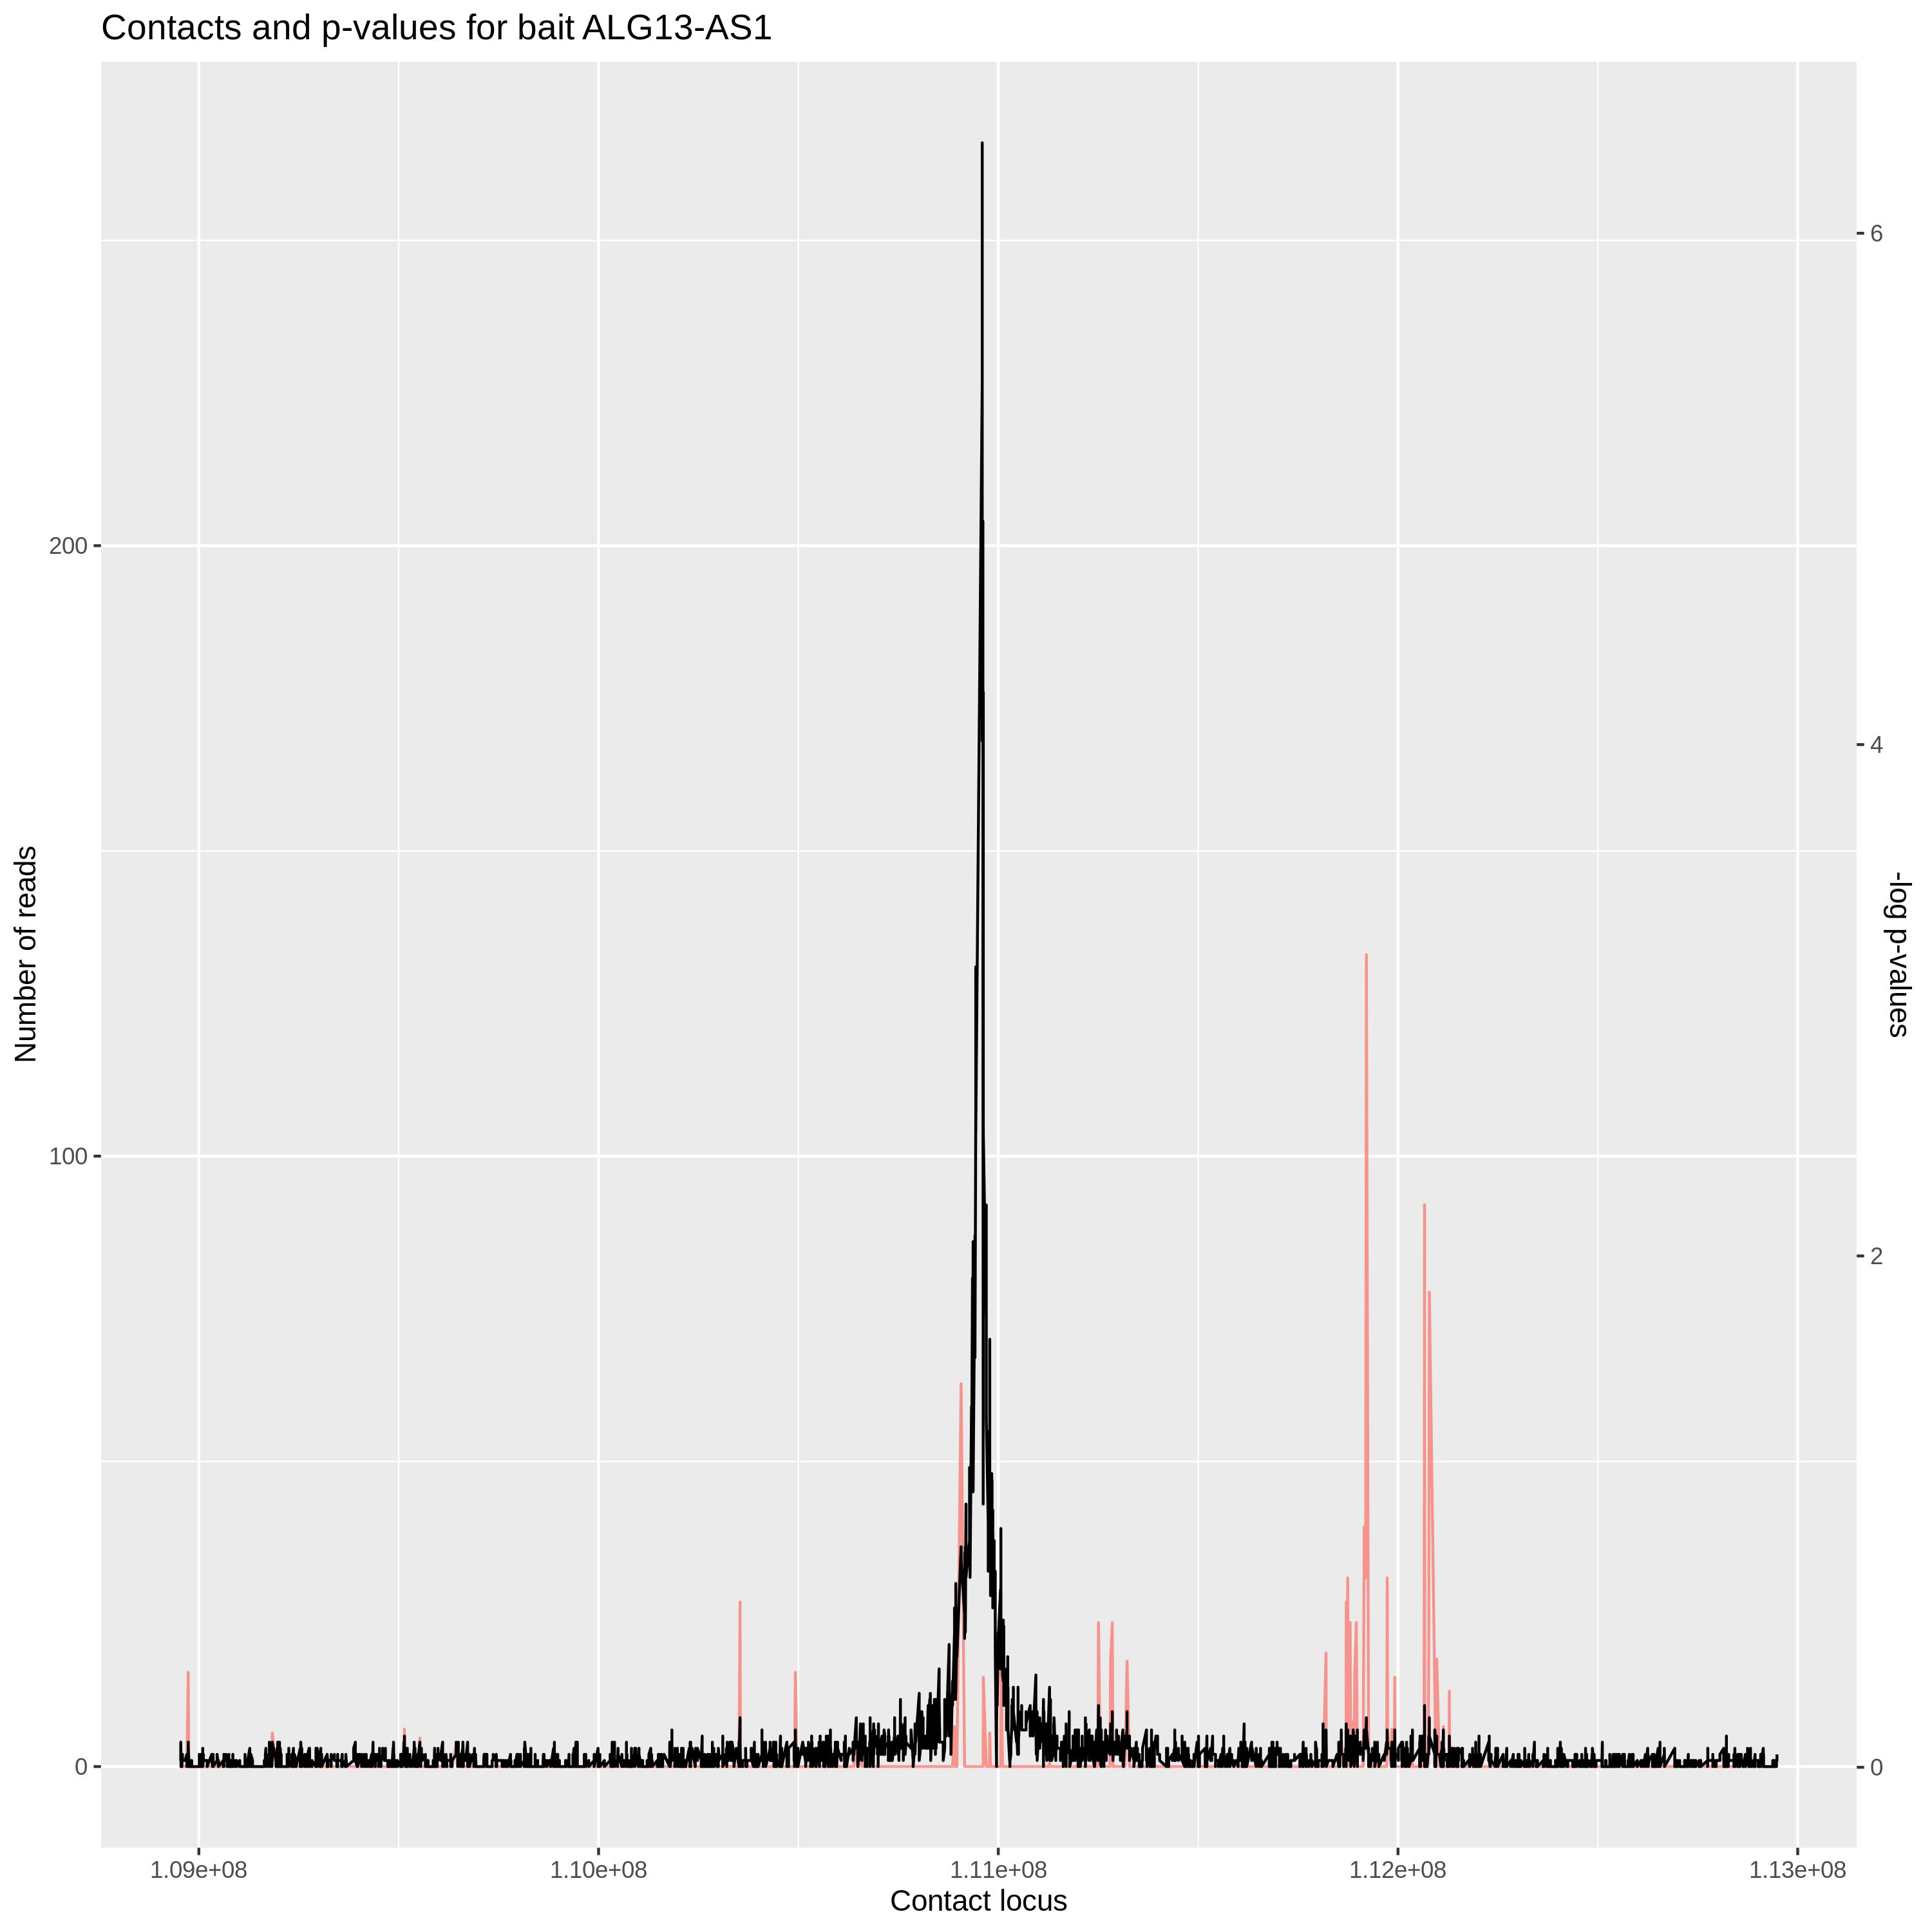 Contacts and p-values for bait ALG13-AS1
Number of reads
200
100
0
6
4
2
0
-log p-values
1.09e+08 1.10e+08 1.11e+08 1.12e+08 1.13e+08
Contact locus